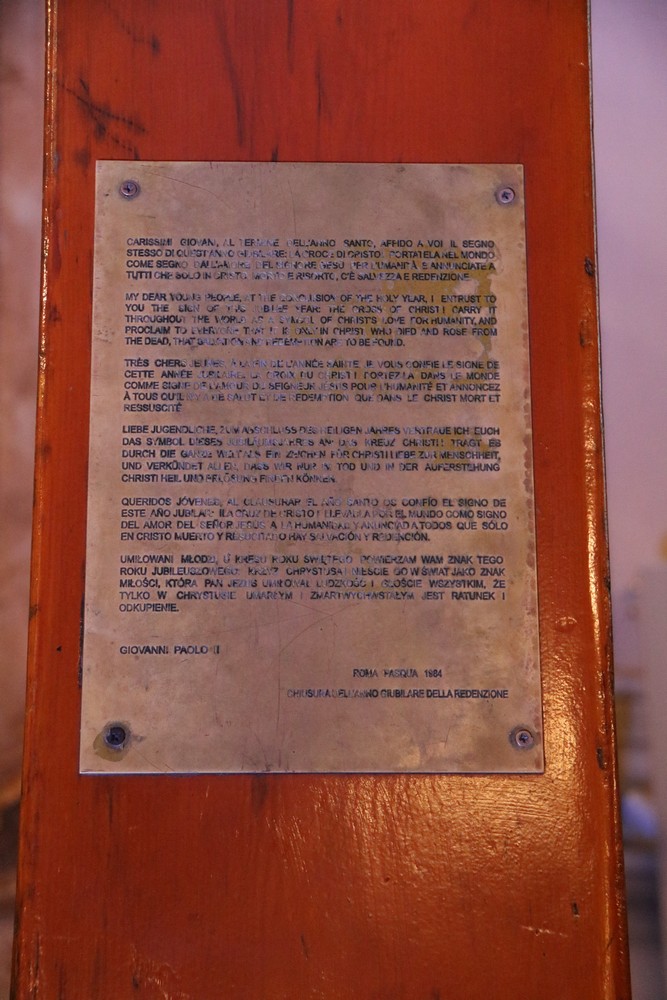 CARISSIMI GIOVANI, AL TERMINE DELL'ANNO SANTO, AFFIDO A VOI IL SEGNO
STESSO DI QUEST'ANNO GIUBILARE: LA CROCE DI CRISTO! PORTATELA NEL MONDO
COME SEGNO DELL'AMORE DEL SIGNORE GESÙ PER L'UMANITÀ E ANNUNCIATE A
TUTTI CHE SOLO IN CRISTO MORTO E RISORTO, C'È SALVEZZA E REDENZIONE.
MY DEAR YOUNG PEOPLE, AT THE CONCLUSION OF THE HOLY YEAR, I ENTRUST TO
YOU THE SIGN OF THIS JUBILEE YEAR: THE CROSS OF CHRIST! CARRY IT
THROUGHOUT THE WORLD AS A SYMBOL OF CHRIST'S LOVE FOR HUMANITY, AND
PROCLAIM TO EVERYONE THAT IT IS ONLY IN CHRIST, WHO DIED AND ROSE FROM
THE DEAD, THAT SALVATION AND REDEMPTION ARE TO BE FOUND.
TRÈS CHERS JEUNES, À LA FIN DE L'ANNÉE SAINTE, JE VOUS CONFIE LE SIGNE DE
CETTE ANNÉE JUBILAIRE: LA CROIX DU CHRIST! PORTEZ-LA DANS LE MONDE
COMME SIGNE DE L'AMOUR DU SEIGNEUR JÉSUS POUR L'HUMANITÉ ET ANNONCEZ
À TOUS QU'IL N'Y A DE SALUT ET DE REDEMPTION QUE DANS LE CHRIST MORT ET
RESSUSCITÉ
LIEBE JUGENDLICHE, ZUM ABSCHLUSS DES HEILIGEN JAHRES VERTRAUE ICH EUCH
DAS SYMBOL DIESES JUBILÄUMSJAHRES AN: DAS KREUZ CHRISTI! TRAGT ES
DURCH DIE GANZE WELT ALS EIN ZEICHEN FÜR CHRISTI LIEBE ZUR MENSCHHEIT,
UND VERKÜNDET ALLEN, DASS WIR NUR IM TOD UND IN DER AUFERSTEHUNG
CHRISTI HEIL UND ERLÖSUNG FINDEN KÖNNEN.
QUERIDOS JÓVENES, AL CLAUSURAR EL AÑO SANTO OS CONFÍO EL SIGNO DE
ESTE AÑO JUBILAR: ¡LA CRUZ DE CRISTO! LLEVADLA POR EL MUNDO COMO SIGNO
DEL AMOR DEL SEÑOR JESÚS A LA HUMANIDAD Y ANUNCIAD A TODOS QUE SÓLO
EN CRISTO MUERTO Y RESUCITADO HAY SALVACIÓN Y REDENCIÓN.
UMIŁOWANI MŁODZI, U KRESU ROKU ŚWIĘTEGO POWIERZAM WAM ZNAK TEGO
ROKU JUBILEUSZOWEGO: KRZYŻ CHRYSTUSA! NIEŚCIE GO W ŚWIAT JAKO ZNAK
MIŁOŚCI, KTÓRĄ PAN JEZUS UMIŁOWAŁ LUDZKOŚĆ I GŁOŚCIE WSZYSTKIM, ŻE
TYLKO W CHRYSTUSIE UMARŁYM I ZMARTWYCHWSTAŁYM JEST RATUNEK I
ODKUPIENIE.
GIOVANNI PAOLO II
ROMA PASQUA 1984
CHIUSURA DELL'ANNO GIUBILARE DELLA REDENZIONE